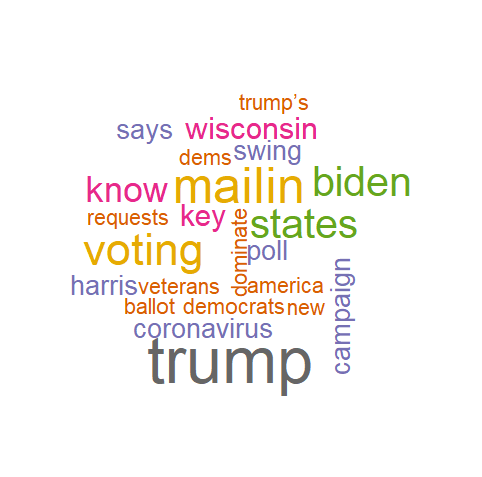 trump's
says wisconsin
dems swing
know mailin biden
requests key states
voting dominate poll
harris veterans america campaign
ballot democrats new
coronavirus
trump